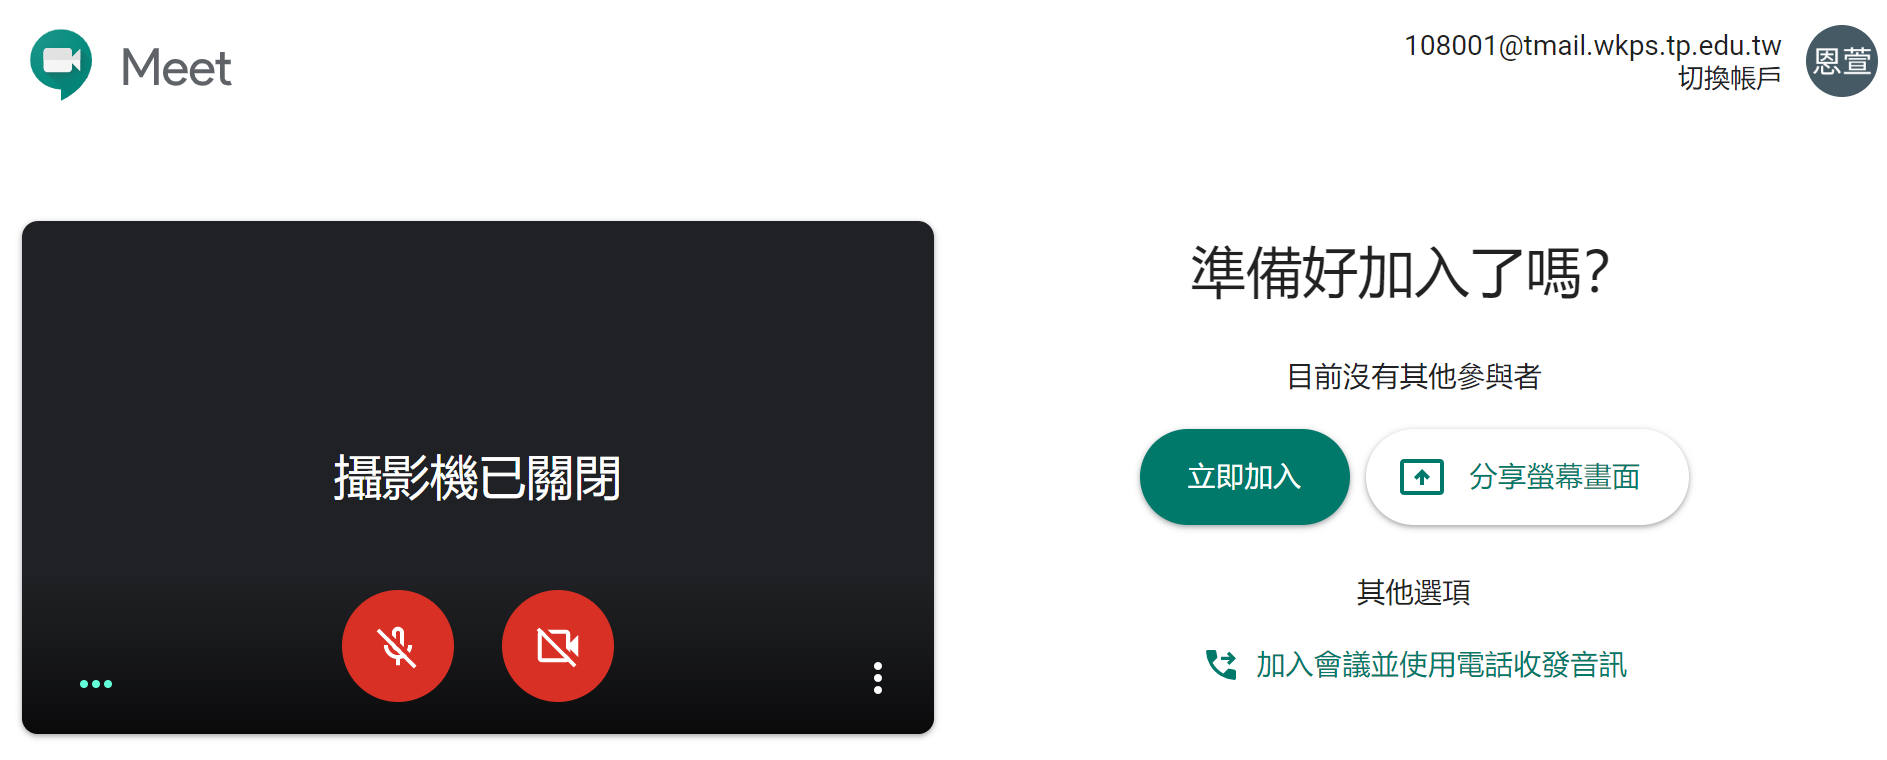 Meet
108001@tmail.wkps.tp.edu.tw
切換帳戶
恩萱
攝影機已關閉
準備好加入了嗎?
目前沒有其他參與者
立即加入
分享螢幕畫面
其他選項
加入會議並使用電話收發音訊